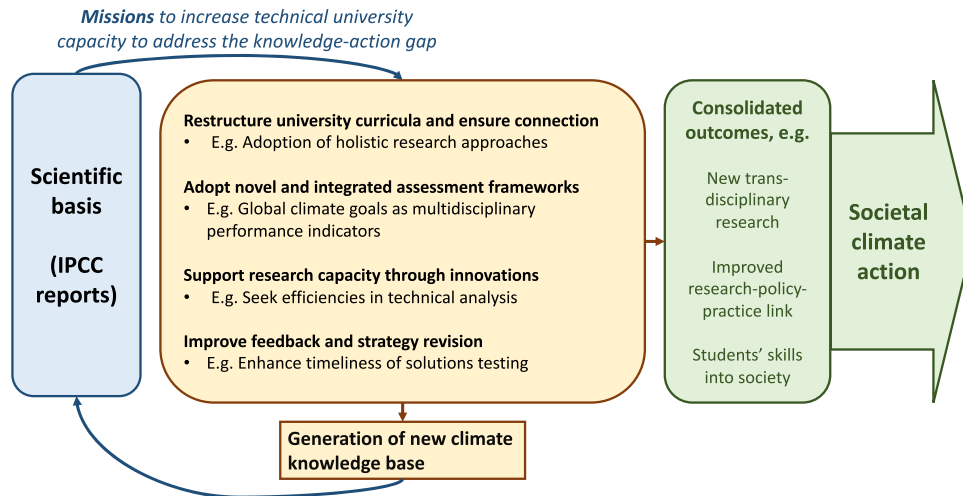 Missions to increase technical university
capacity to address the knowledge-action gap
Scientific
basis
(IPCC
reports)
Restructure university curricula and ensure connection
• E.g. Adoption of holistic research approaches
Adopt novel and integrated assessment frameworks
• E.g. Global climate goals as multidisciplinary
performance indicators
Support research capacity through innovations
• E.g. Seek efficiencies in technical analysis
Improve feedback and strategy revision
• E.g. Enhance timeliness of solutions testing
Generation of new climate
knowledge base
Consolidated
outcomes, e.g.
New trans-
disciplinary
research
Improved
research-policy-
practice link
Students’ skills
into society
Societal
climate
action